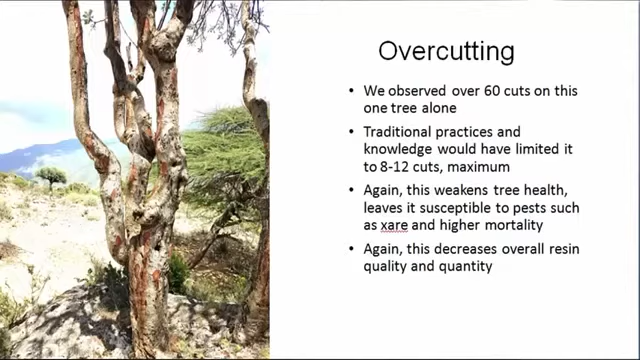 Overcutting
• We observed over 60 cuts on this
one tree alone
• Traditional practices and
knowledge would have limited it
to 8-12 cuts, maximum
• Again, this weakens tree health,
leaves it susceptible to pests such
as xare and higher mortality
• Again, this decreases overall resin
quality and quantity